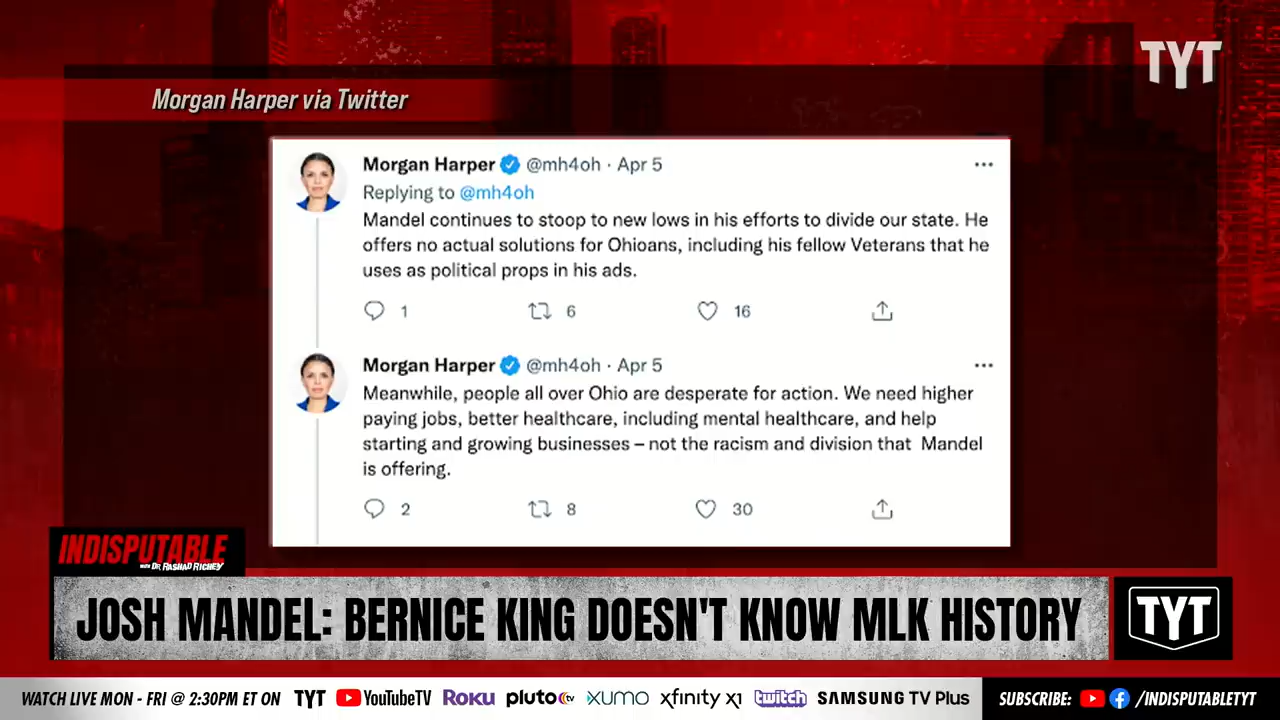 TYT
Morgan Harper via Twitter
Morgan Harper @mh4oh · Apr 5
Replying to @mh4oh
Mandel continues to stoop to new lows in his efforts to divide our state. He
offers no actual solutions for Ohioans, including his fellow Veterans that he
uses as political props in his ads.
1 6 16
Morgan Harper @mh4oh · Apr 5
Meanwhile, people all over Ohio are desperate for action. We need higher
paying jobs, better healthcare, including mental healthcare, and help
starting and growing businesses – not the racism and division that Mandel
is offering.
2 8 30
INDISPUTABLE
WITH DR. RASHAD RICHEY
JOSH MANDEL: BERNICE KING DOESN'T KNOW MLK HISTORY
TYT
WATCH LIVE MON - FRI @ 2:30PM ET ON TYT YouTubeTV ROKU pluto tv xumo xfinity x1 twitch SAMSUNG TV Plus SUBSCRIBE: /INDISPUTABLETYT